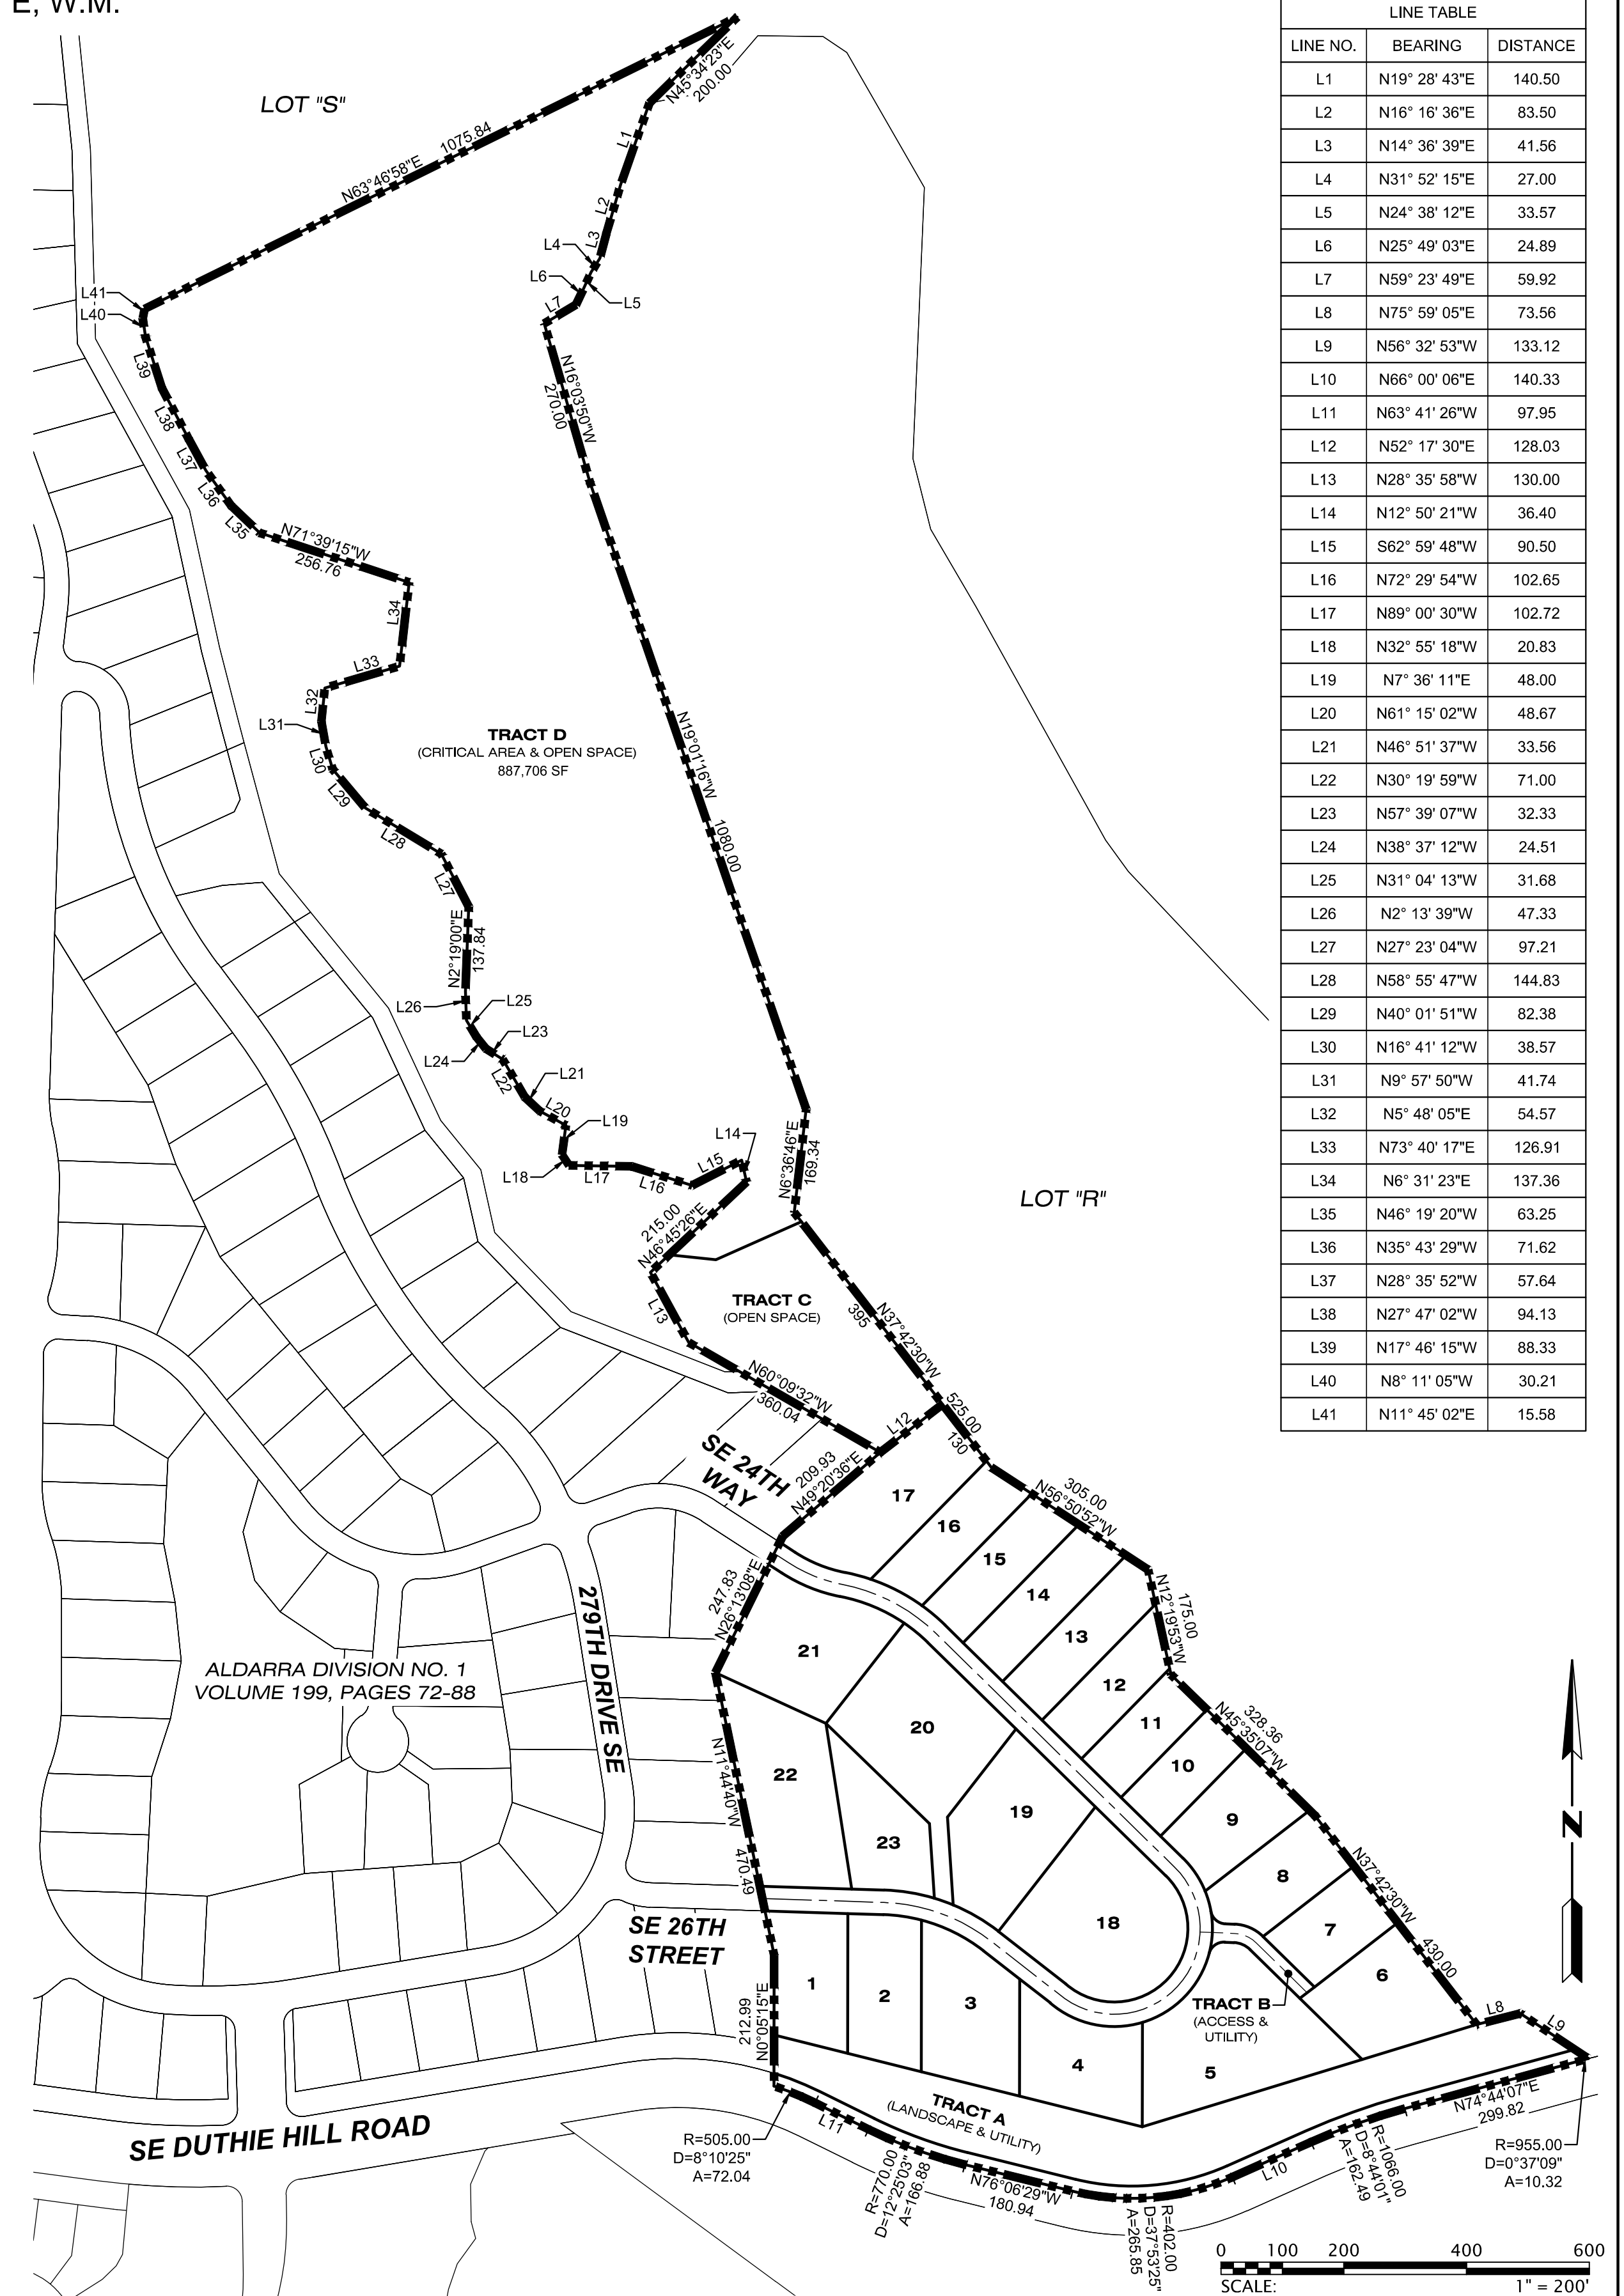 E, W.M.
LINE TABLE
LINE NO. BEARING DISTANCE
L1 N19° 28' 43"E 140.50
L2 N16° 16' 36"E 83.50
L3 N14° 36' 39"E 41.56
L4 N31° 52' 15"E 27.00
L5 N24° 38' 12"E 33.57
L6 N25° 49' 03"E 24.89
L7 N59° 23' 49"E 59.92
L8 N75° 59' 05"E 73.56
L9 N56° 32' 53"W 133.12
L10 N66° 00' 06"E 140.33
L11 N63° 41' 26"W 97.95
L12 N52° 17' 30"E 128.03
L13 N28° 35' 58"W 130.00
L14 N12° 50' 21"W 36.40
L15 S62° 59' 48"W 90.50
L16 N72° 29' 54"W 102.65
L17 N89° 00' 30"W 102.72
L18 N32° 55' 18"W 20.83
L19 N7° 36' 11"E 48.00
L20 N61° 15' 02"W 48.67
L21 N46° 51' 37"W 33.56
L22 N30° 19' 59"W 71.00
L23 N57° 39' 07"W 32.33
L24 N38° 37' 12"W 24.51
L25 N31° 04' 13"W 31.68
L26 N2° 13' 39"W 47.33
L27 N27° 23' 04"W 97.21
L28 N58° 55' 47"W 144.83
L29 N40° 01' 51"W 82.38
L30 N16° 41' 12"W 38.57
L31 N9° 57' 50"W 41.74
L32 N5° 48' 05"E 54.57
L33 N73° 40' 17"E 126.91
L34 N6° 31' 23"E 137.36
L35 N46° 19' 20"W 63.25
L36 N35° 43' 29"W 71.62
L37 N28° 35' 52"W 57.64
L38 N27° 47' 02"W 94.13
L39 N17° 46' 15"W 88.33
L40 N8° 11' 05"W 30.21
L41 N11° 45' 02"E 15.58
LOT "S"
N63°46'58"E 1075.84
N45°34'23"E
200.00
L1
L2
L3
L4
L6
L5
L7
L41
L40
L39
L38
L37
L36
L35
N16°03'50"W
270.00
N71°39'15"W
256.76
L34
L33
L32
L31
L30
L29
L28
L27
TRACT D
(CRITICAL AREA & OPEN SPACE)
887,706 SF
N19°01'16"W 1080.00
N2°19'00"E
137.84
L26
L25
L23
L24
L22
L21
L20
L19
L18
L17
L16
L15
L14
N6°36'46"E
169.34
LOT "R"
215.00
N46°45'26"E
L13
TRACT C
(OPEN SPACE)
N37°42'30"W
395
525.00
130
N60°09'32"W
360.04
L12
SE 24TH
WAY
209.93
N49°20'36"E
305.00
N56°50'52"W
17
16
15
14
13
12
11
10
9
8
7
6
175.00
N12°19'53"W
247.83
N26°13'08"E
21
20
22
23
19
18
279TH DRIVE SE
ALDARRA DIVISION NO. 1
VOLUME 199, PAGES 72-88
328.36
N45°35'07"W
N11°44'40"W 470.49
N37°42'30"W 430.00
N
SE 26TH
STREET
1
2
3
4
5
TRACT B
(ACCESS &
UTILITY)
L8
L9
212.99
N0°05'15"E
TRACT A
(LANDSCAPE & UTILITY)
SE DUTHIE HILL ROAD
L11
R=505.00
D=8°10'25"
A=72.04
R=770.00
D=12°25'03"
A=166.88
N76°06'29"W
180.94
R=402.00
D=37°53'25"
A=265.85
L10
R=1066.00
D=8°44'01"
A=162.49
N74°44'07"E
299.82
R=955.00
D=0°37'09"
A=10.32
0 100 200 400 600
SCALE: 1" = 200'